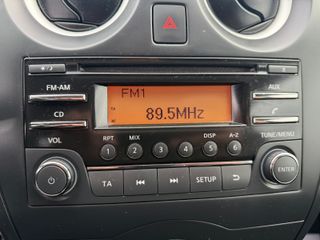 FM1
FM-AM
AUX
TA
89.5MHz
CD
RPT MIX DISP A-Z
VOL
1 2 3 4 5 6
TUNE/MENU
TA
SETUP
ENTER